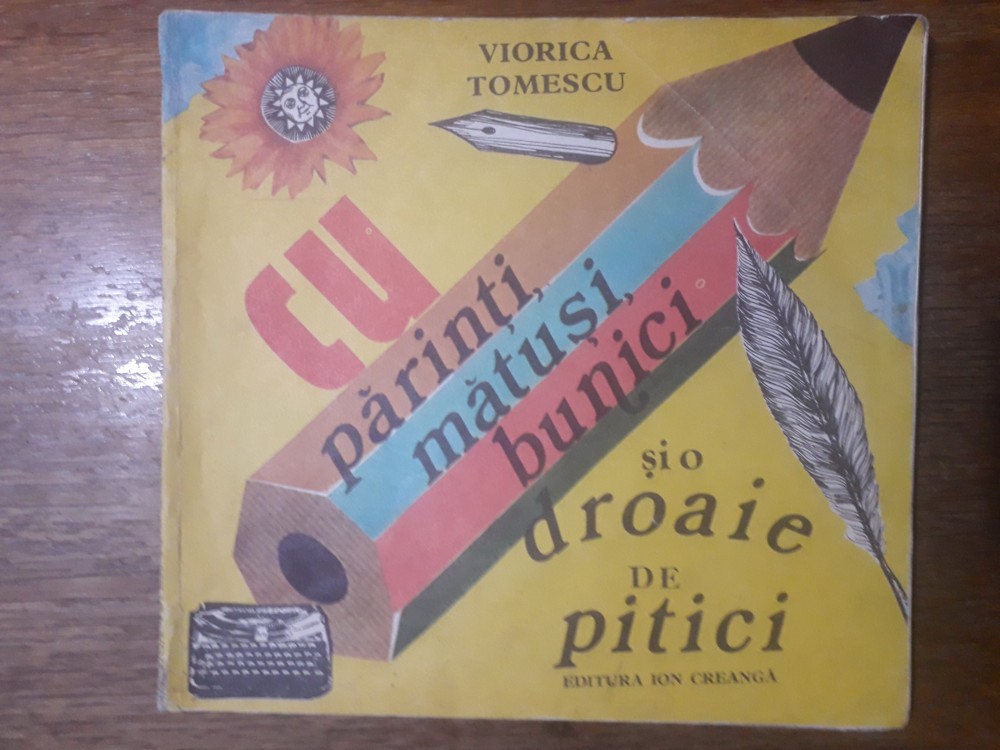 VIORICA
TOMESCU
CU
părinți,
mătuși,
bunici
și o
droaie
DE
pitici
EDITURA ION CREANGĂ